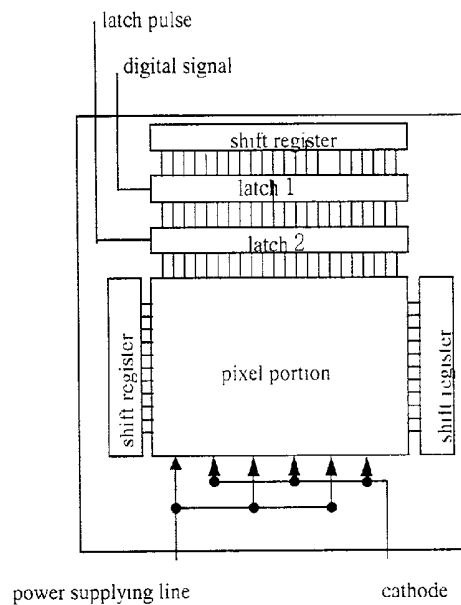 latch pulse
digital signal
shift register
latch 1
latch 2
shift register
pixel portion
shift register
power supplying line
cathode